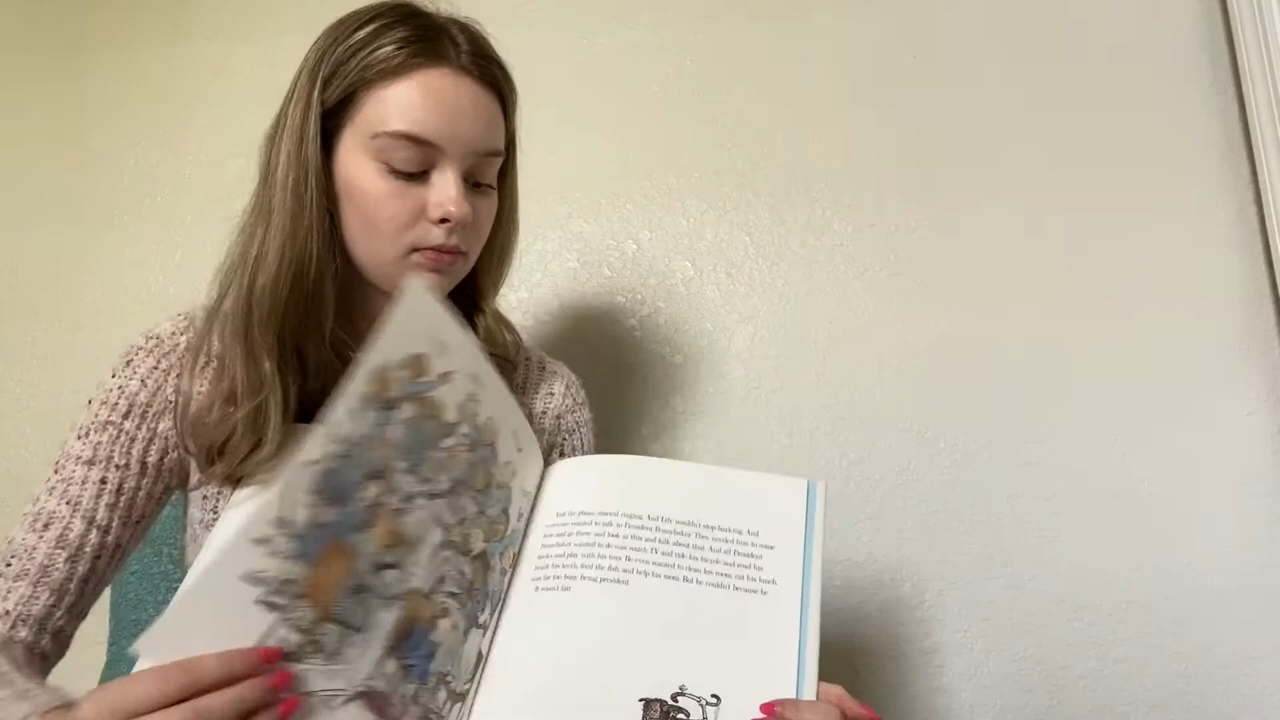 And the phone started ringing. And Lily wouldn't stop barking. And
someone wanted to talk to President Pennybaker. They needed him to come
now and go there and look at this and talk about that. And all President
Pennybaker wanted to do was watch TV and ride his bicycle and read his
books and play with his toys. He even wanted to clean his room, eat his lunch,
brush his teeth, feed the fish, and help his mom. But he couldn't because he
was far too busy being president.
It wasn't fair.